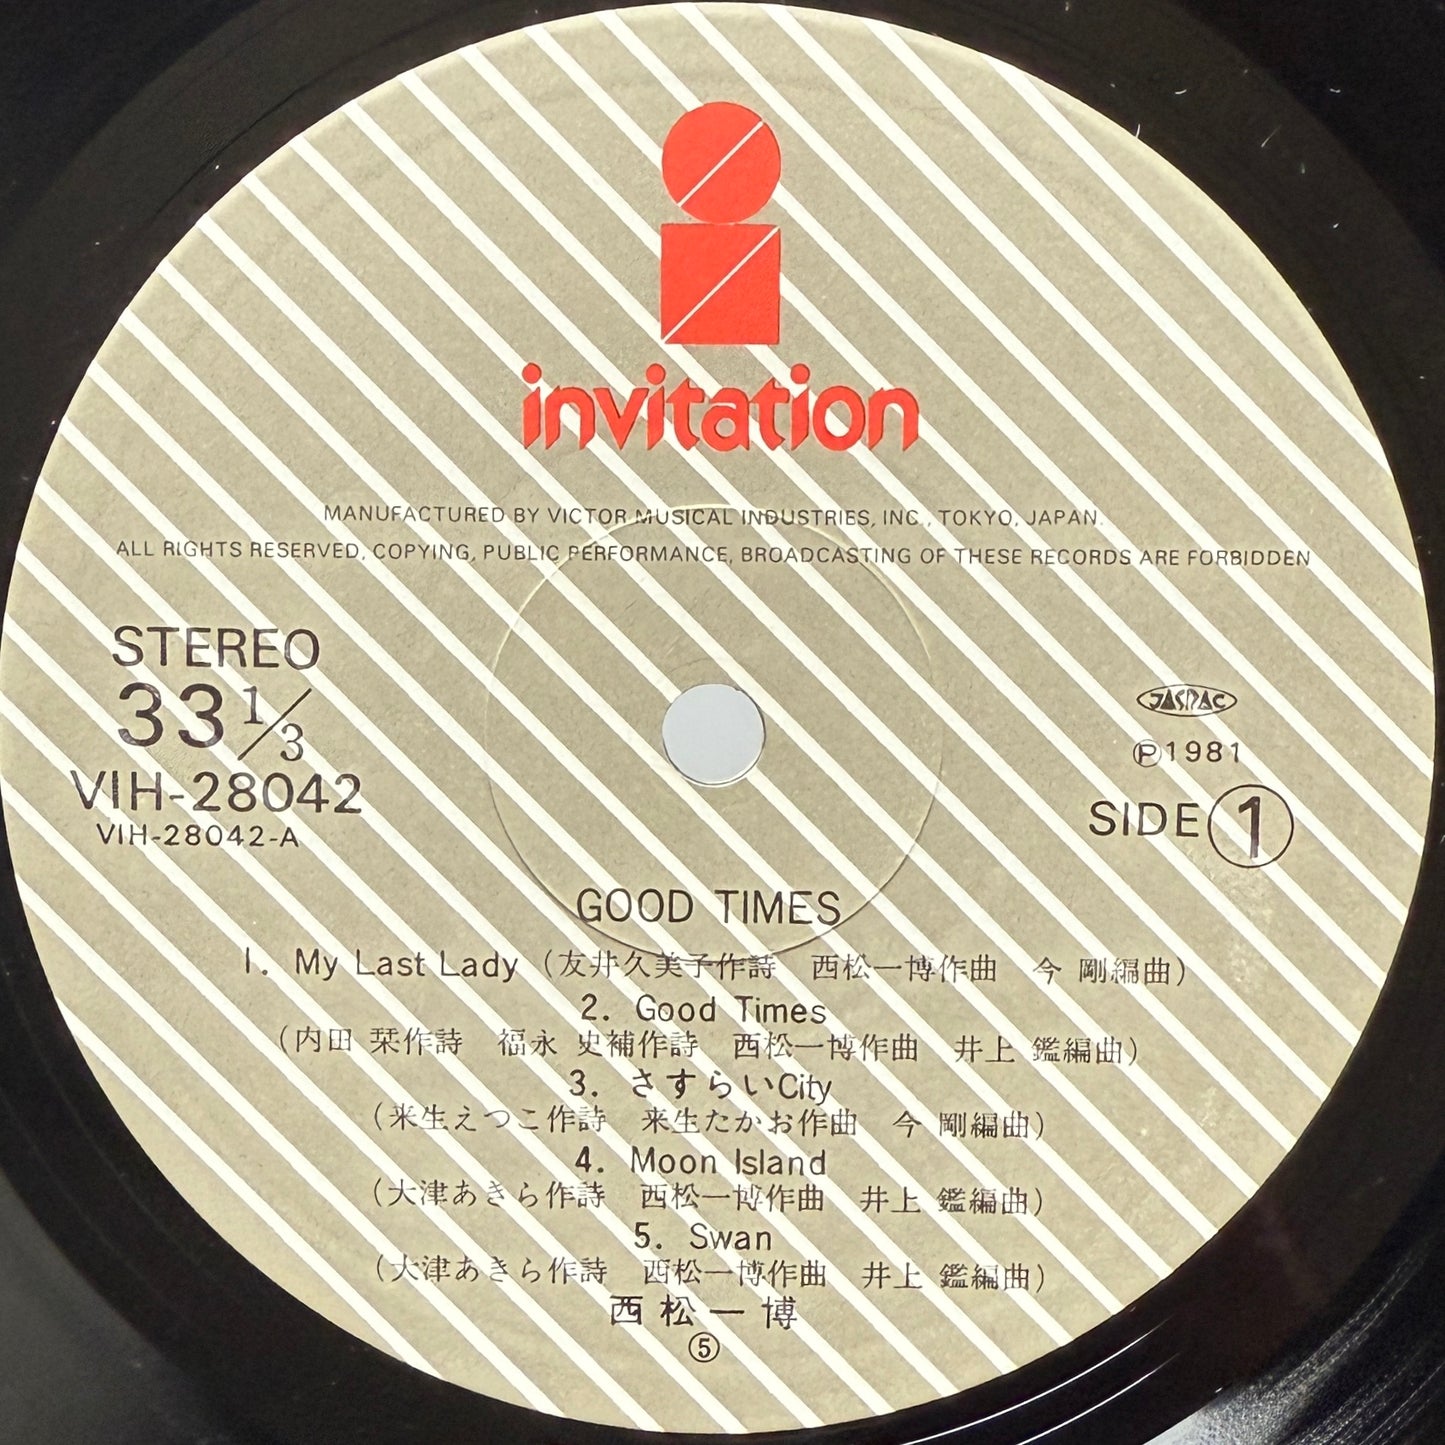 invitation
MANUFACTURED BY VICTOR MUSICAL INDUSTRIES, INC., TOKYO, JAPAN.
ALL RIGHTS RESERVED, COPYING, PUBLIC PERFORMANCE, BROADCASTING OF THESE RECORDS ARE FORBIDDEN
STEREO
33 1/3
VIH-28042
VIH-28042-A
JASRAC
Ⓟ1981
SIDE ①
GOOD TIMES
1. My Last Lady (友井久美子作詩 西松一博作曲 今 剛編曲)
2. Good Times
(内田 栞作詩 福永 史補作詩 西松一博作曲 井上 鑑編曲)
3. さすらいCity
(来生えつこ作詩 来生たかお作曲 今 剛編曲)
4. Moon Island
(大津あきら作詩 西松一博作曲 井上 鑑編曲)
5. Swan
(大津あきら作詩 西松一博作曲 井上 鑑編曲)
西松一博
⑤